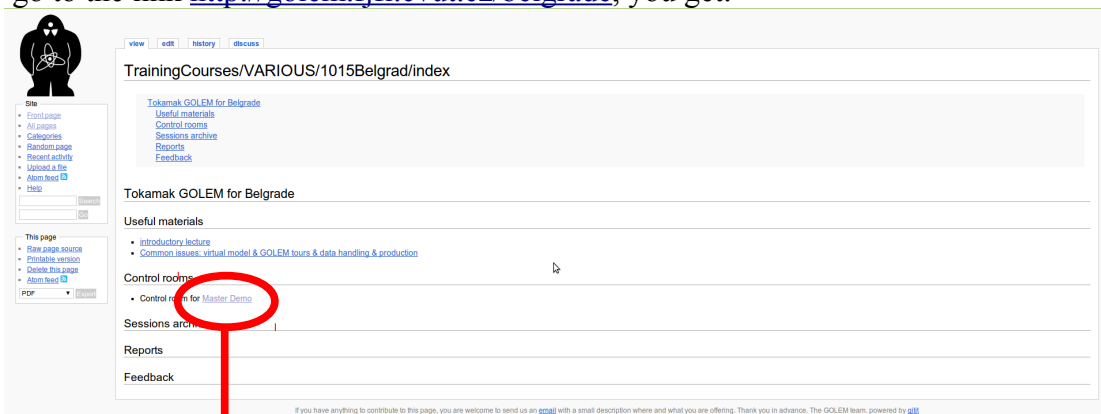 go to the link http://golem.fjfi.cvut.cz/belgrade, you get:
view edit history discuss
TrainingCourses/VARIOUS/1015Belgrad/index
Tokamak GOLEM for Belgrade
Useful materials
Control rooms
Sessions archive
Reports
Feedback
Site
Front page
All pages
Categories
Random page
Recent activity
Upload a file
Atom feed
Help
Search
Go
This page
Raw page source
Printable version
Delete this page
Atom feed
PDF Export
Tokamak GOLEM for Belgrade
Useful materials
introductory lecture
Common issues: virtual model & GOLEM tours & data handling & production
Control rooms
Control room for Master Demo
Sessions archive
Reports
Feedback
If you have anything to contribute to this page, you are welcome to send us an email with a small description where and what you are offering. Thank you in advance. The GOLEM team. powered by gitit